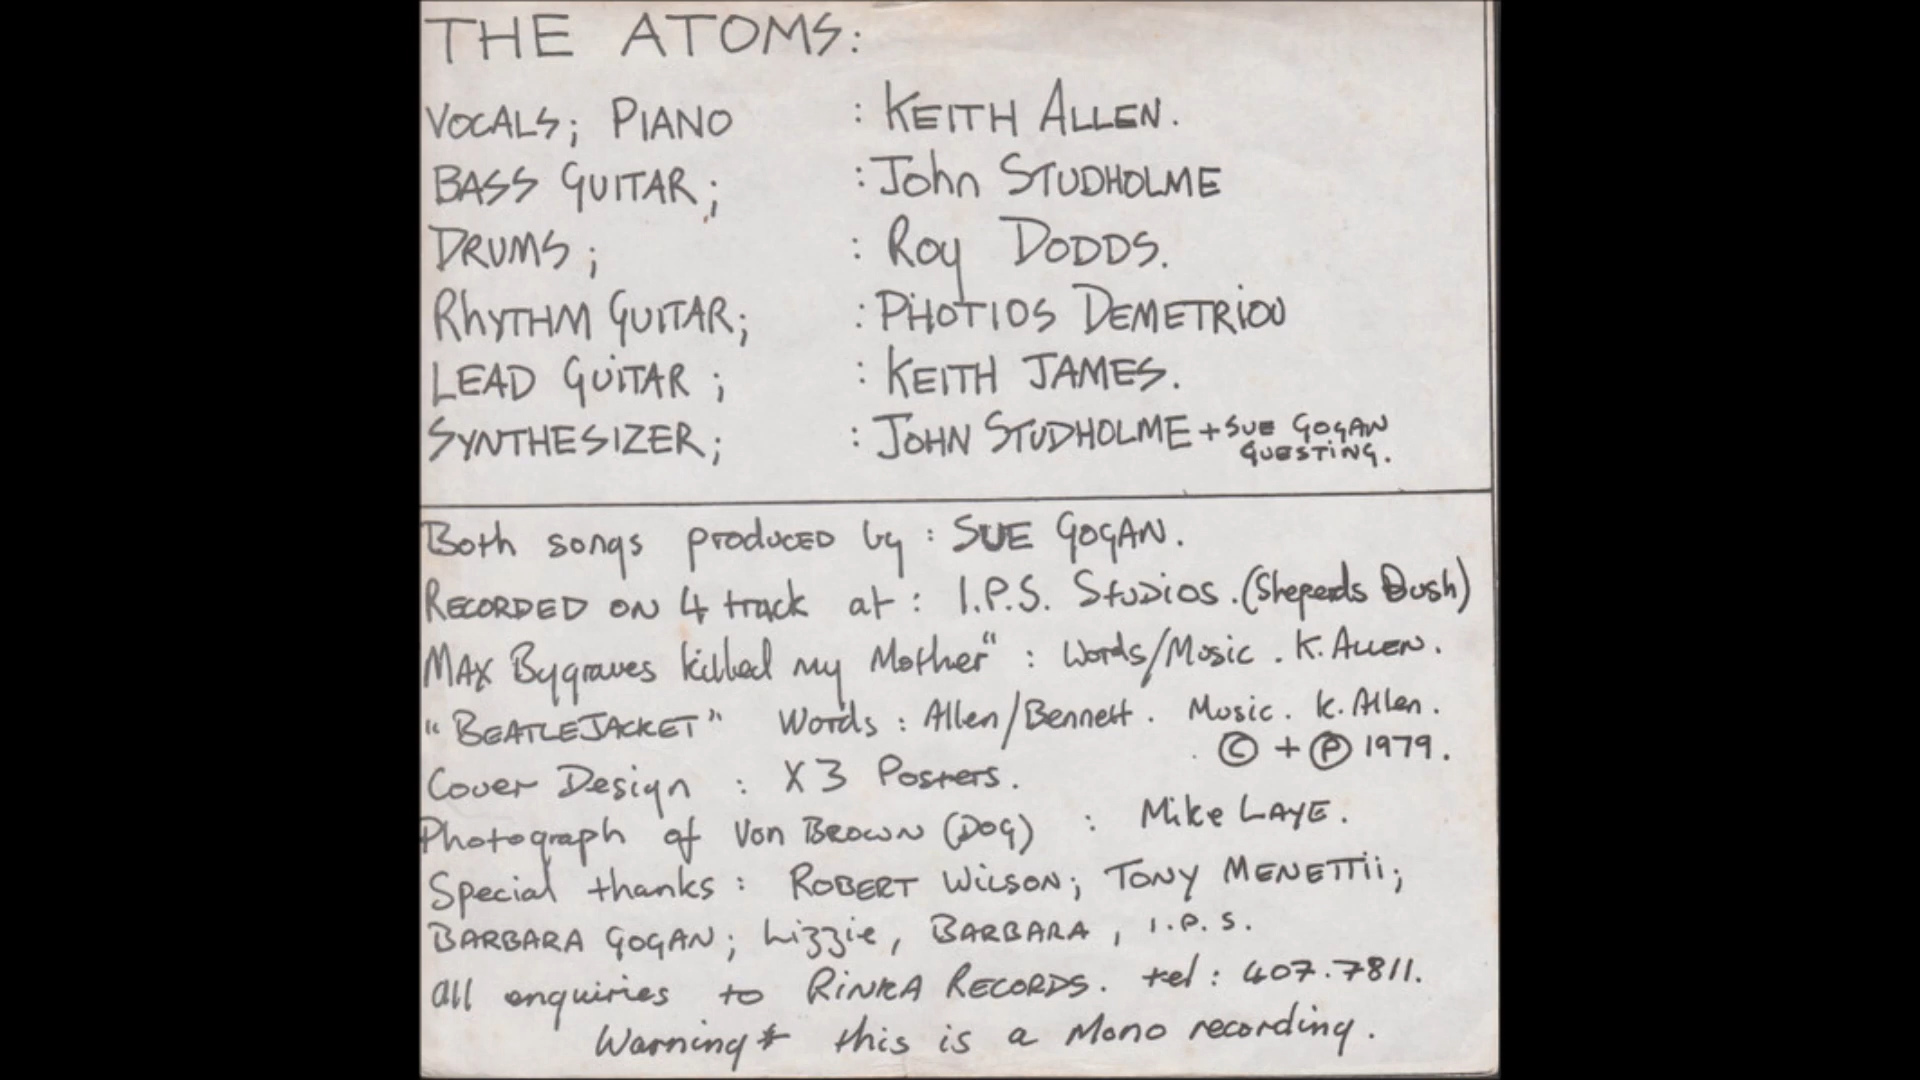 THE ATOMS:
VOCALS; PIANO : KEITH ALLEN.
BASS GUITAR; : John STUDHOLME
DRUMS; : Roy DODDS.
RhYTHM GUITAR; : PHOTIOS DEMETRIOU
LEAD GUITAR; : KEITH JAMES.
SYNTHESIZER; : JOHN STUDHOLME + SUE GOGAN
GUESTING.
Both songs produced by : SUE GOGAN.
RECORDED ON 4 track at : I.P.S. Studios. (Sheperds Bush)
MAX Bygraves killed my Mother" : Words/Music . K. ALLEN.
"BEATLEJACKET" Words : Allen/Bennett. Music. K. Allen.
© + ℗ 1979.
Cover Design : X3 Posters.
Photograph of Von BROWN (DOG) : Mike LAYE.
Special thanks : ROBERT WILSON; TONY MENETTii;
BARBARA GOGAN; Lizzie, BARBARA, I.P.S.
all enquiries to RINKA RECORDS. tel : 407.7811.
Warning* this is a Mono recording.